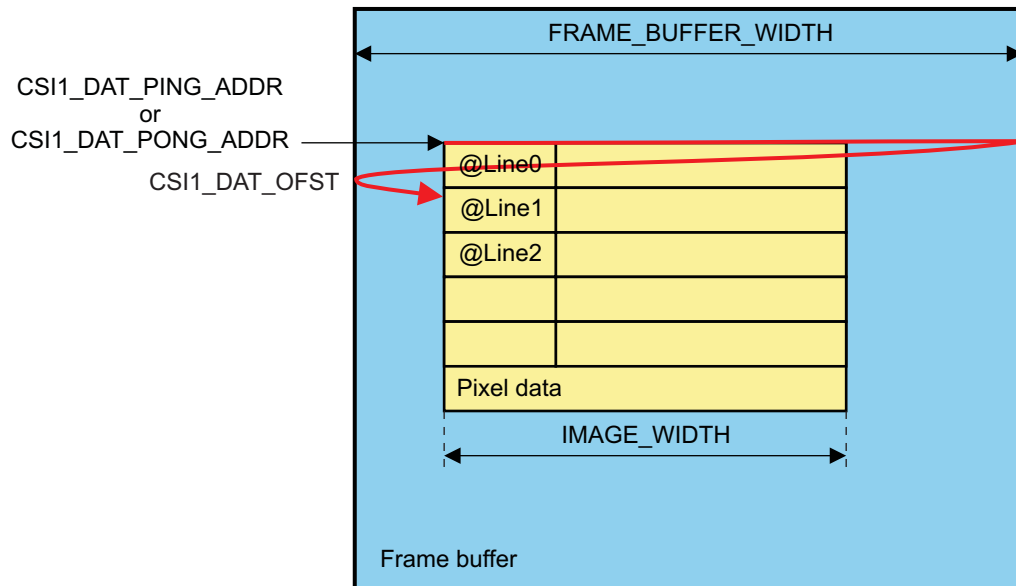 FRAME_BUFFER_WIDTH
CSI1_DAT_PING_ADDR
or
CSI1_DAT_PONG_ADDR
CSI1_DAT_OFST
@Line0
@Line1
@Line2
Pixel data
IMAGE_WIDTH
Frame buffer